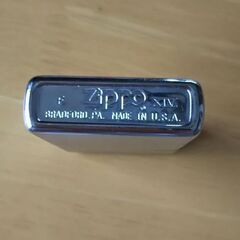 F Zippo XIV
BRADFORD, PA. MADE IN U.S.A.